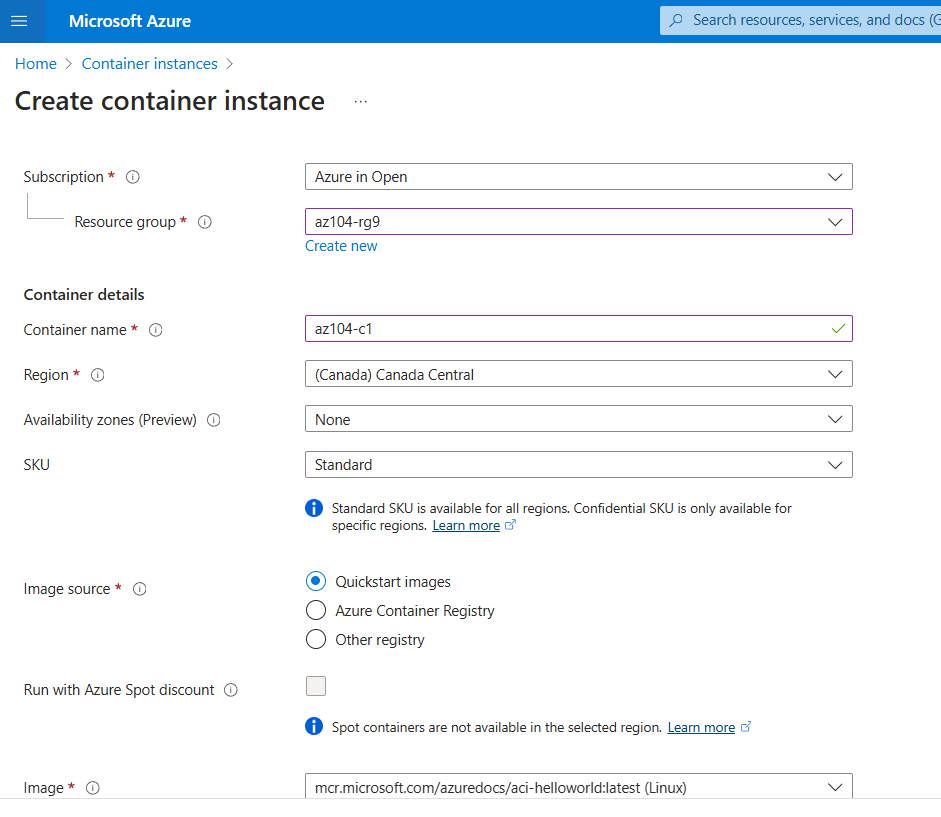 Microsoft Azure
Search resources, services, and docs (G
Home > Container instances >
Create container instance ...
Subscription *
Azure in Open
Resource group *
az104-rg9
Create new
Container details
Container name *
az104-c1
Region *
(Canada) Canada Central
Availability zones (Preview)
None
SKU
Standard
Standard SKU is available for all regions. Confidential SKU is only available for
specific regions. Learn more
Image source *
Quickstart images
Azure Container Registry
Other registry
Run with Azure Spot discount
Spot containers are not available in the selected region. Learn more
Image *
mcr.microsoft.com/azuredocs/aci-helloworld:latest (Linux)